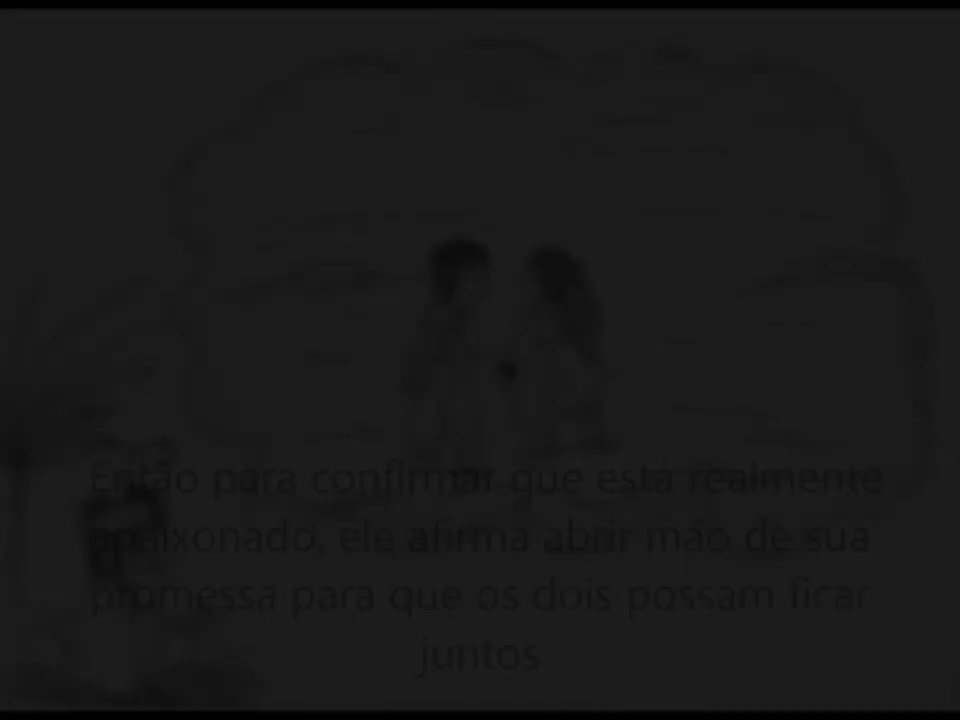 Então para confirmar que está realmente
apaixonado, ele afirma abrir mão de sua
promessa para que os dois possam ficar
juntos